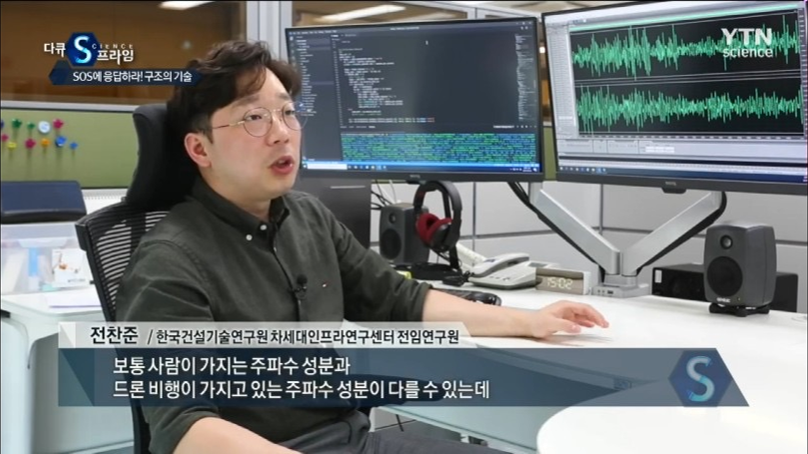 다큐 S 프라임
SCIENCE
SOS에 응답하라! 구조의 기술
YTN
science
15:02
전찬준 / 한국건설기술연구원 차세대인프라연구센터 전임연구원
보통 사람이 가지는 주파수 성분과
드론 비행이 가지고 있는 주파수 성분이 다를 수 있는데
S